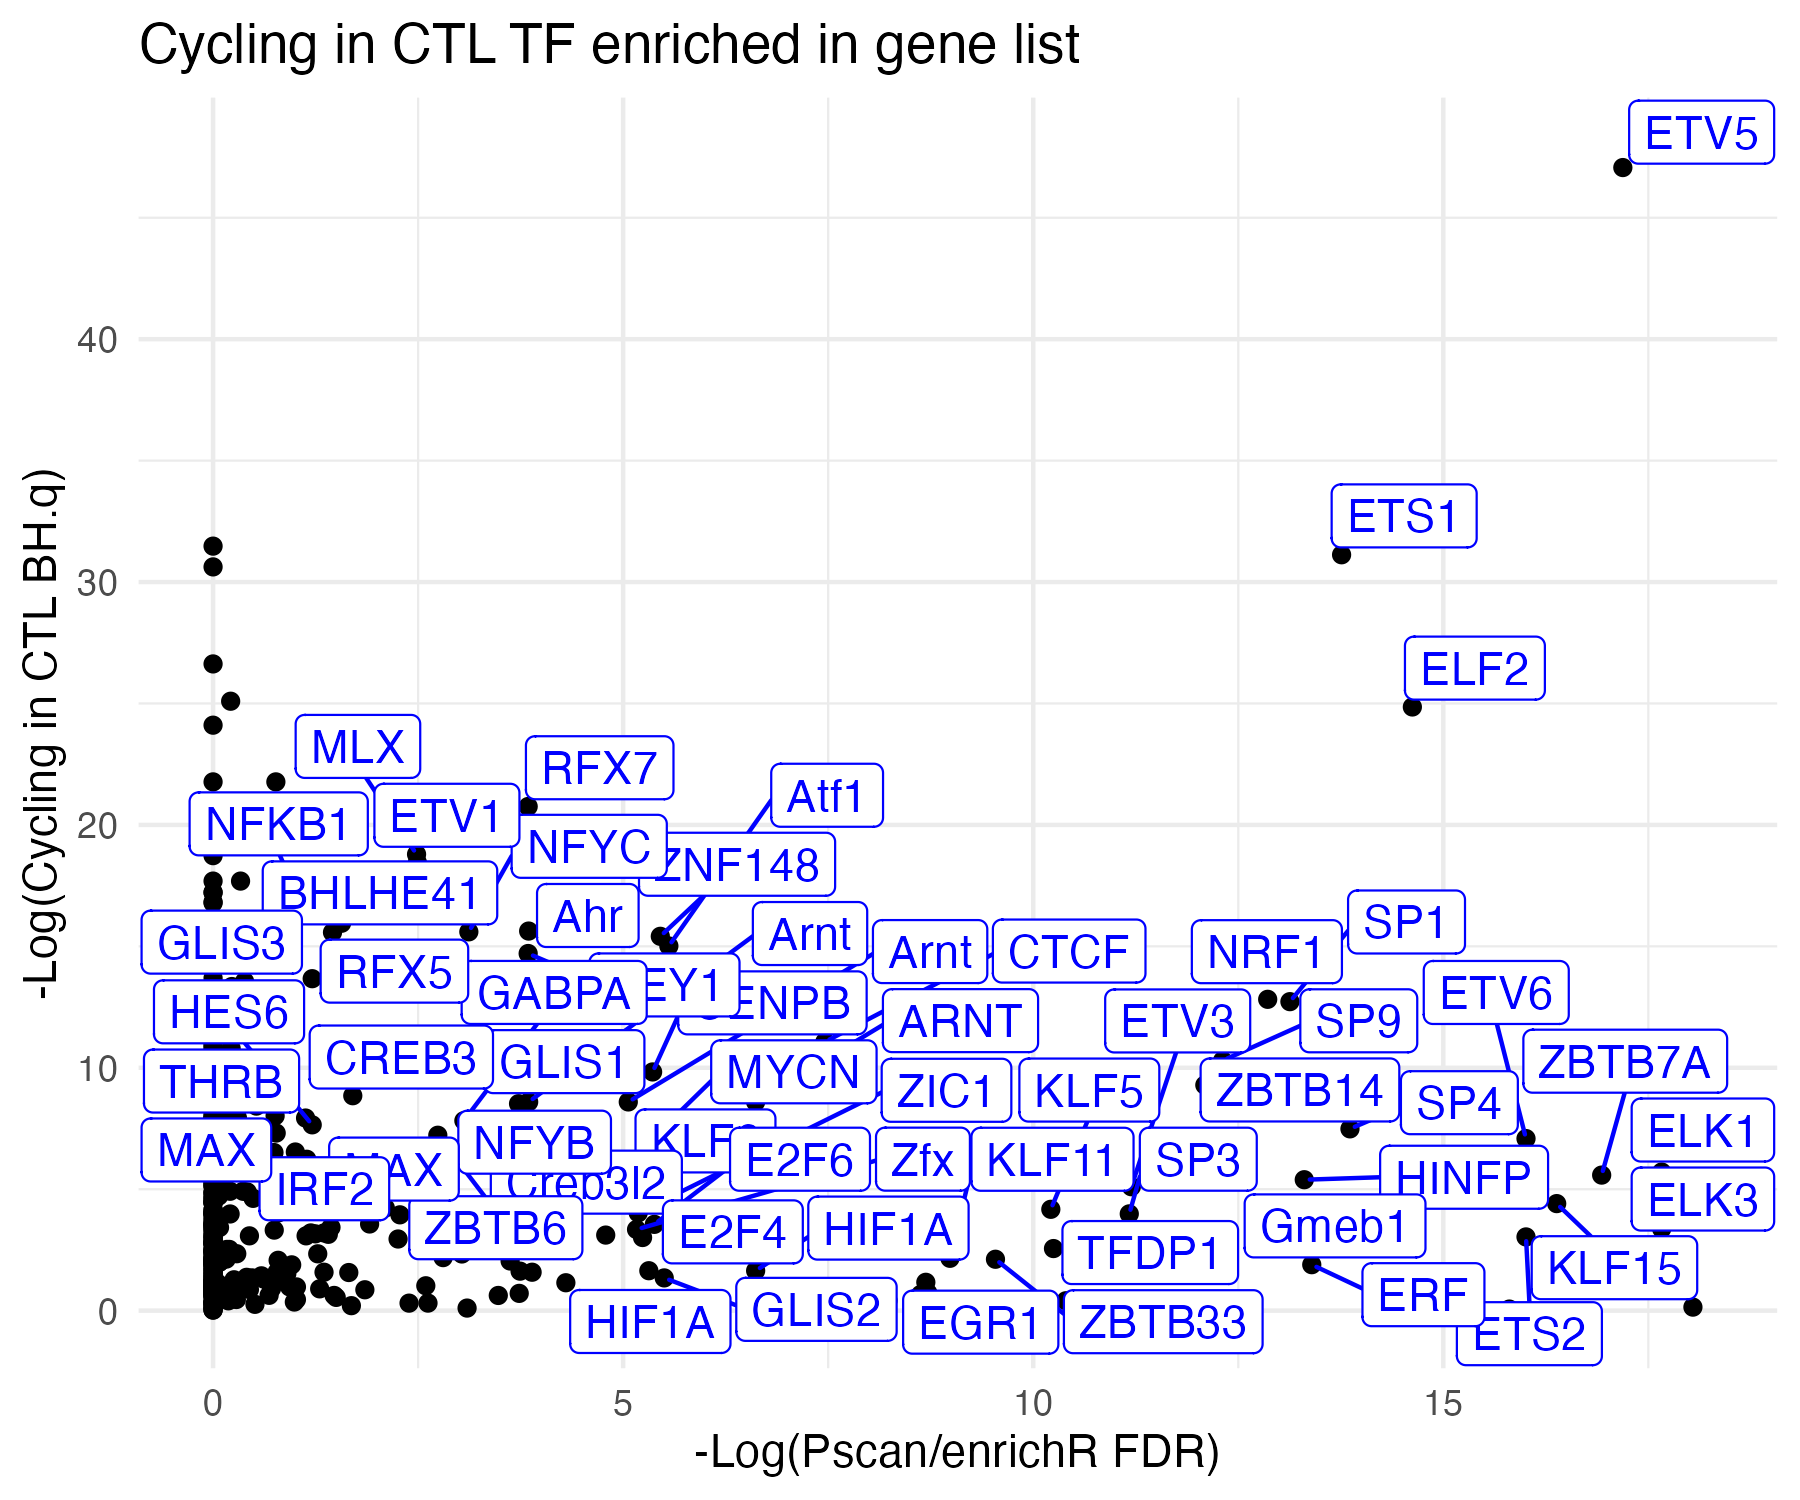 Cycling in CTL TF enriched in gene list
ETV5
ETS1
ELF2
MLX
RFX7
Atf1
ETV1
NFKB1
NFYC
ZNF148
BHLHE41
Ahr
SP1
Arnt
Arnt
CTCF
NRF1
GLIS3
RFX5
GABPA
EY1
ETV6
ENPB
HES6
ARNT
ETV3
SP9
CREB3
GLIS1
ZBTB7A
MYCN
THRB
ZIC1
KLF5
ZBTB14
SP4
ELK1
NFYB
KLF
MAX
E2F6
Zfx
KLF11
SP3
AX
HINFP
Creb3l2
IRF2
ELK3
ZBTB6
E2F4
HIF1A
Gmeb1
TFDP1
KLF15
ERF
GLIS2
HIF1A
EGR1
ZBTB33
ETS2
40
30
20
10
0
0
5
10
15
-Log(Pscan/enrichR FDR)
-Log(Cycling in CTL BH.q)